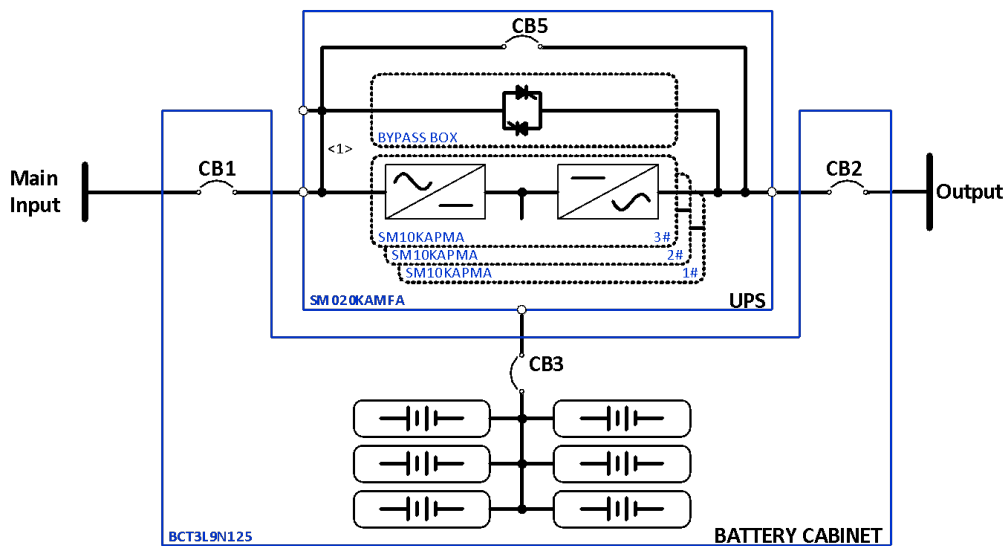 CB5
BYPASS BOX
<1>
CB1
CB2
Main
Input
Output
SM10KAPMA 3#
SM10KAPMA 2#
SM10KAPMA 1#
SM020KAMFA
UPS
CB3
BCT3L9N125
BATTERY CABINET